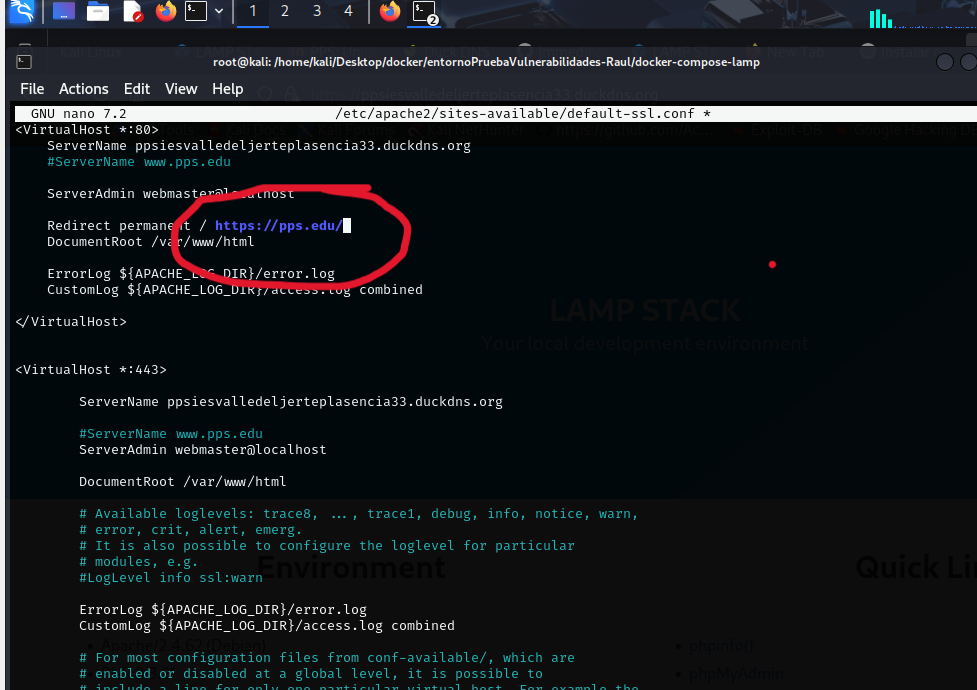 1 2 3 4
2
root@kali: /home/kali/Desktop/docker/entornoPruebaVulnerabilidades-Raul/docker-compose-lamp
File Actions Edit View Help
GNU nano 7.2 /etc/apache2/sites-available/default-ssl.conf *
<VirtualHost *:80>
ServerName ppsiesvalledeljerteplasencia33.duckdns.org
#ServerName www.pps.edu
ServerAdmin webmaster@localhost
Redirect permanent / https://pps.edu/
DocumentRoot /var/www/html
ErrorLog ${APACHE_LOG_DIR}/error.log
CustomLog ${APACHE_LOG_DIR}/access.log combined
LAMP STACK
</VirtualHost>
Your local development environment
<VirtualHost *:443>
ServerName ppsiesvalledeljerteplasencia33.duckdns.org
#ServerName www.pps.edu
ServerAdmin webmaster@localhost
DocumentRoot /var/www/html
# Available loglevels: trace8, ..., trace1, debug, info, notice, warn,
# error, crit, alert, emerg.
# It is also possible to configure the loglevel for particular
# modules, e.g.
Environment Quick Li
#LogLevel info ssl:warn
ErrorLog ${APACHE_LOG_DIR}/error.log
CustomLog ${APACHE_LOG_DIR}/access.log combined
Apache/2.4.62 (Debian) phpinfo()
# For most configuration files from conf-available/, which are
# enabled or disabled at a global level, it is possible to
phpMyAdmin
# include a line for only one particular virtual host. For example the